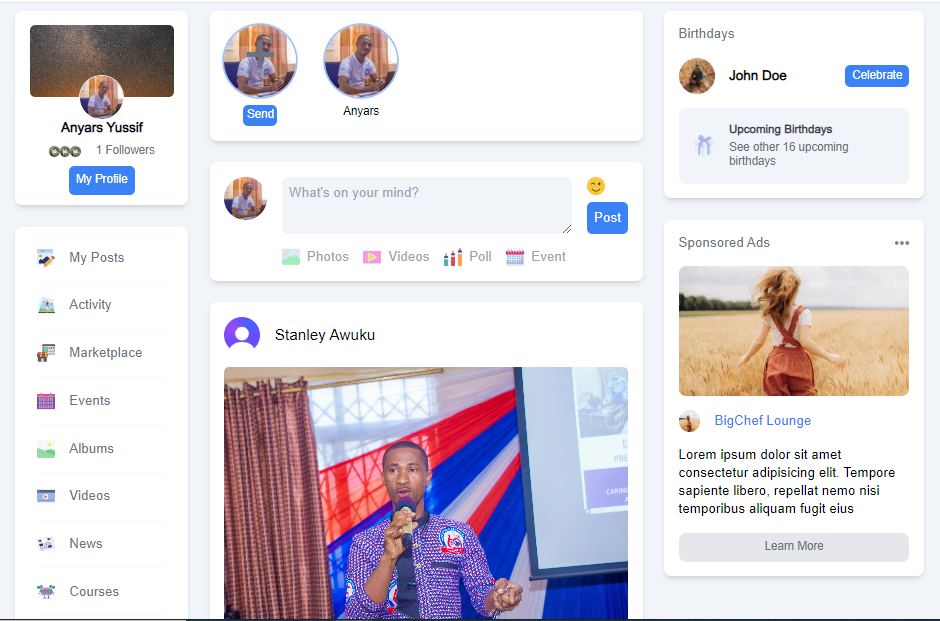 Anyars Yussif
1 Followers
My Profile
My Posts
Activity
Marketplace
Events
Albums
Videos
News
Courses
Send
Anyars
What's on your mind?
Post
Photos
Videos
Poll
Event
Stanley Awuku
Birthdays
John Doe
Celebrate
Upcoming Birthdays
See other 16 upcoming
birthdays
Sponsored Ads
BigChef Lounge
Lorem ipsum dolor sit amet
consectetur adipisicing elit. Tempore
sapiente libero, repellat nemo nisi
temporibus aliquam fugit eius
Learn More